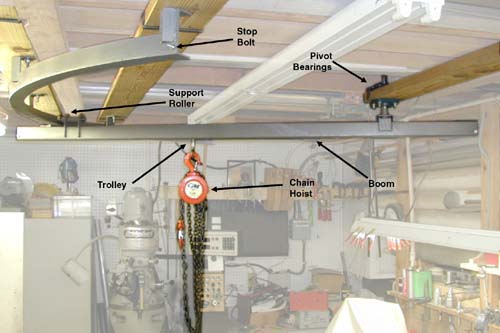 Stop
Bolt
Pivot
Bearings
Support
Roller
Trolley
Chain
Hoist
Boom